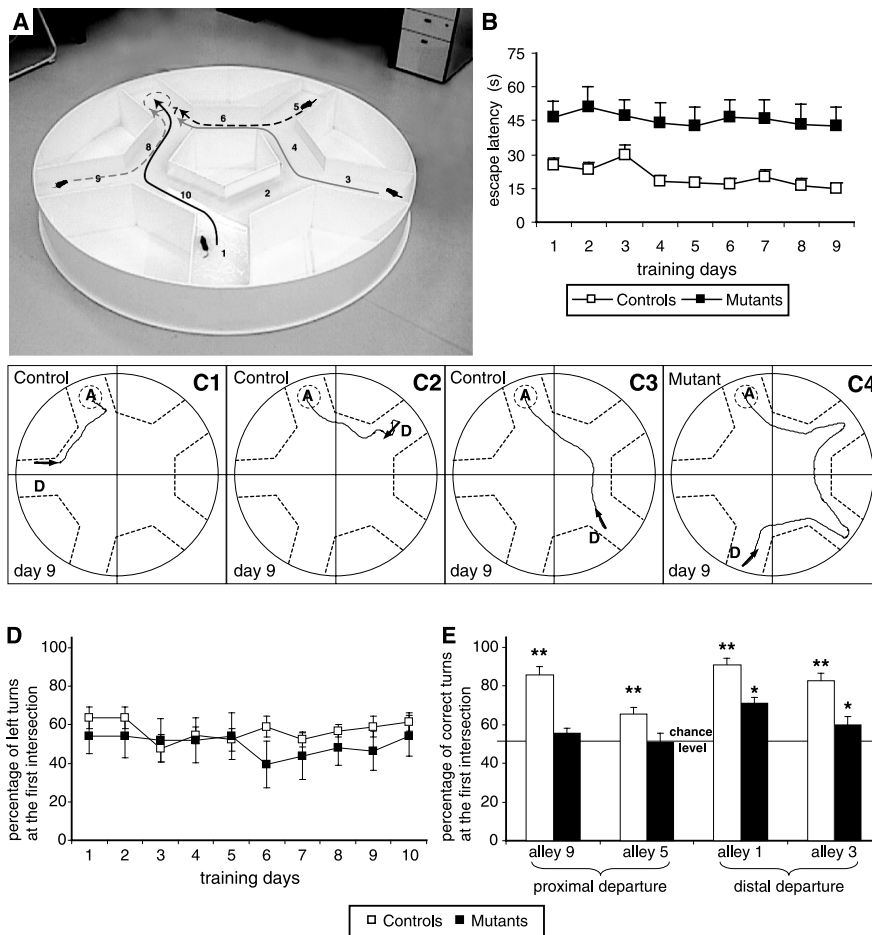 A
1
2
3
4
5
6
7
8
9
10
B
escape latency (s)
75
60
45
30
15
0
1 2 3 4 5 6 7 8 9
training days
Controls Mutants
Control C1
A
D
day 9
Control C2
A
D
day 9
Control C3
A
D
day 9
Mutant C4
A
D
day 9
D
percentage of left turns
at the first intersection
100
80
60
40
20
0
1 2 3 4 5 6 7 8 9 10
training days
E
percentage of correct turns
at the first intersection
100
80
60
40
20
0
** ** ** * ** *
chance
level
alley 9 alley 5 alley 1 alley 3
proximal departure distal departure
Controls Mutants